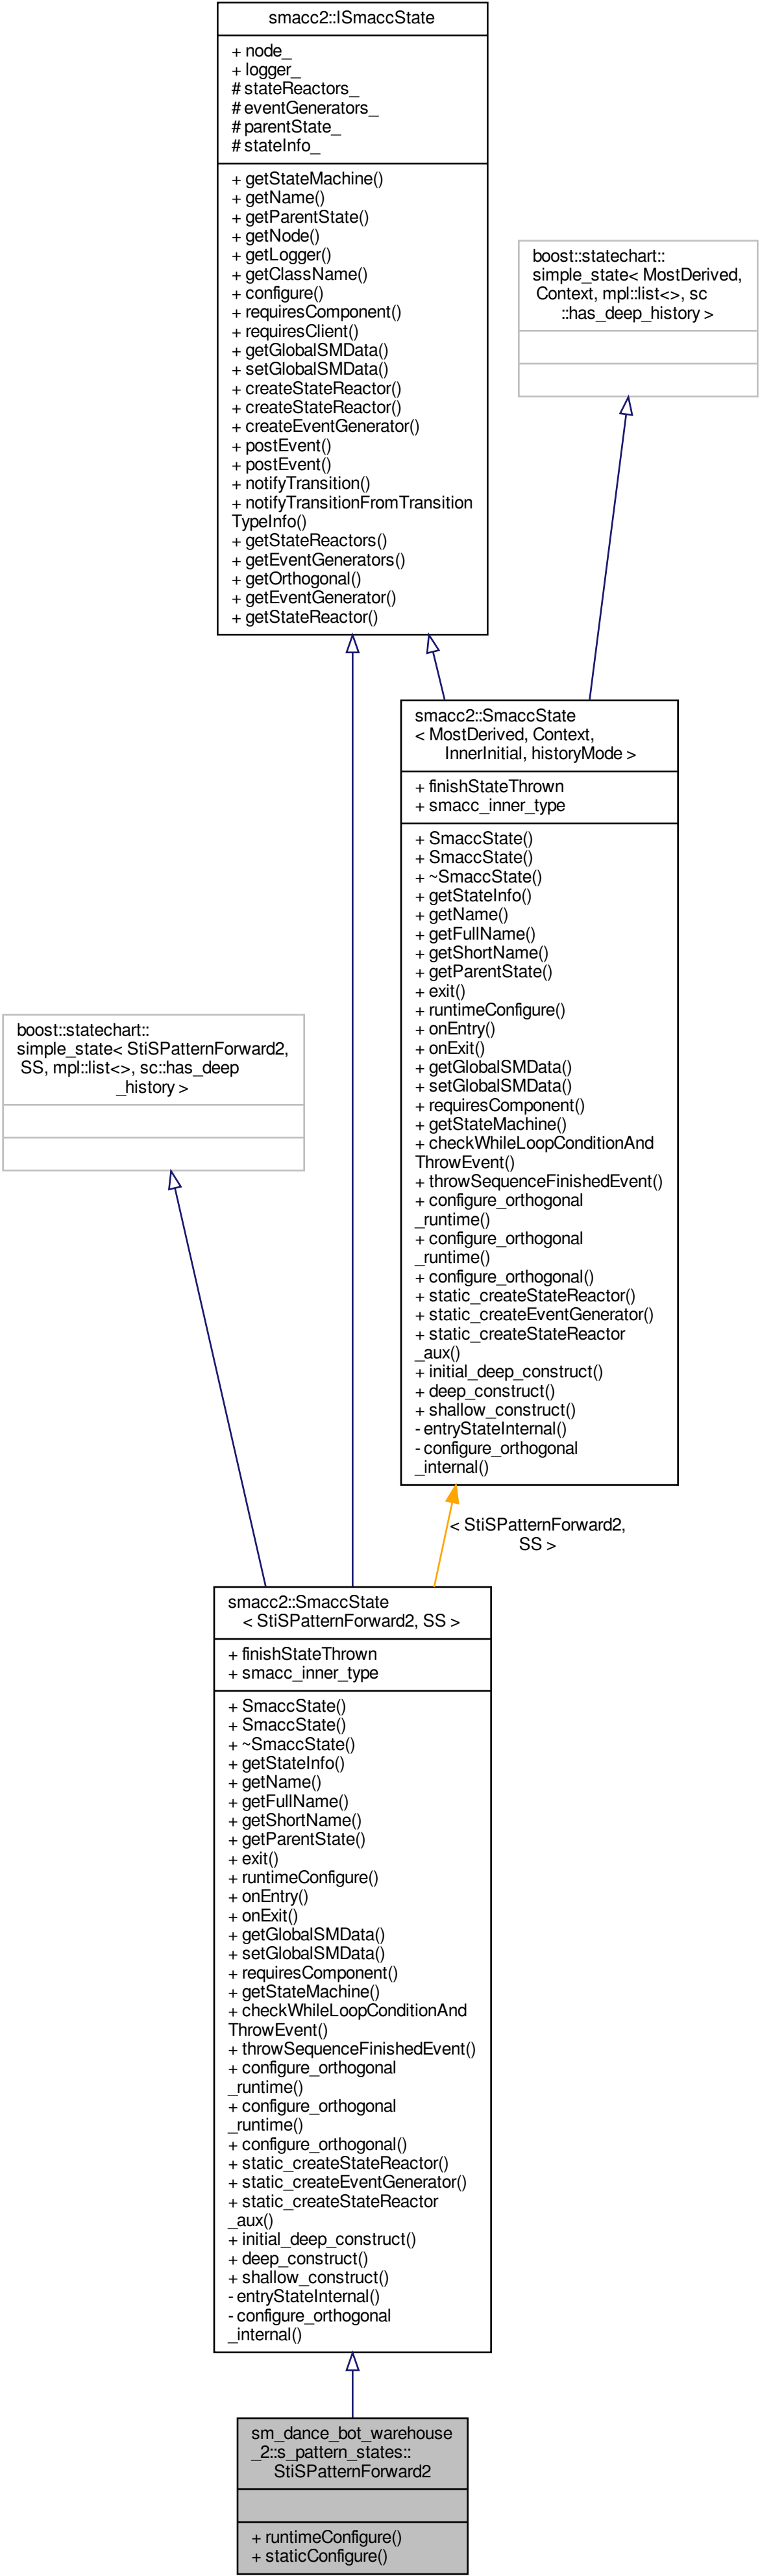 smacc2::ISmaccState
+ node_
+ logger_
# stateReactors_
# eventGenerators_
# parentState_
# stateInfo_
+ getStateMachine()
+ getName()
+ getParentState()
+ getNode()
+ getLogger()
+ getClassName()
+ configure()
+ requiresComponent()
+ requiresClient()
+ getGlobalSMData()
+ setGlobalSMData()
+ createStateReactor()
+ createStateReactor()
+ createEventGenerator()
+ postEvent()
+ postEvent()
+ notifyTransition()
+ notifyTransitionFromTransition
TypeInfo()
+ getStateReactors()
+ getEventGenerators()
+ getOrthogonal()
+ getEventGenerator()
+ getStateReactor()
boost::statechart::
simple_state< MostDerived,
Context, mpl::list<>, sc
::has_deep_history >
smacc2::SmaccState
< MostDerived, Context,
InnerInitial, historyMode >
+ finishStateThrown
+ smacc_inner_type
+ SmaccState()
+ SmaccState()
+ ~SmaccState()
+ getStateInfo()
+ getName()
+ getFullName()
+ getShortName()
+ getParentState()
+ exit()
+ runtimeConfigure()
+ onEntry()
+ onExit()
+ getGlobalSMData()
+ setGlobalSMData()
+ requiresComponent()
+ getStateMachine()
+ checkWhileLoopConditionAnd
ThrowEvent()
+ throwSequenceFinishedEvent()
+ configure_orthogonal
_runtime()
+ configure_orthogonal
_runtime()
+ configure_orthogonal()
+ static_createStateReactor()
+ static_createEventGenerator()
+ static_createStateReactor
_aux()
+ initial_deep_construct()
+ deep_construct()
+ shallow_construct()
- entryStateInternal()
- configure_orthogonal
_internal()
boost::statechart::
simple_state< StiSPatternForward2,
SS, mpl::list<>, sc::has_deep
_history >
< StiSPatternForward2,
SS >
smacc2::SmaccState
< StiSPatternForward2, SS >
+ finishStateThrown
+ smacc_inner_type
+ SmaccState()
+ SmaccState()
+ ~SmaccState()
+ getStateInfo()
+ getName()
+ getFullName()
+ getShortName()
+ getParentState()
+ exit()
+ runtimeConfigure()
+ onEntry()
+ onExit()
+ getGlobalSMData()
+ setGlobalSMData()
+ requiresComponent()
+ getStateMachine()
+ checkWhileLoopConditionAnd
ThrowEvent()
+ throwSequenceFinishedEvent()
+ configure_orthogonal
_runtime()
+ configure_orthogonal
_runtime()
+ configure_orthogonal()
+ static_createStateReactor()
+ static_createEventGenerator()
+ static_createStateReactor
_aux()
+ initial_deep_construct()
+ deep_construct()
+ shallow_construct()
- entryStateInternal()
- configure_orthogonal
_internal()
sm_dance_bot_warehouse
_2::s_pattern_states::
StiSPatternForward2
+ runtimeConfigure()
+ staticConfigure()